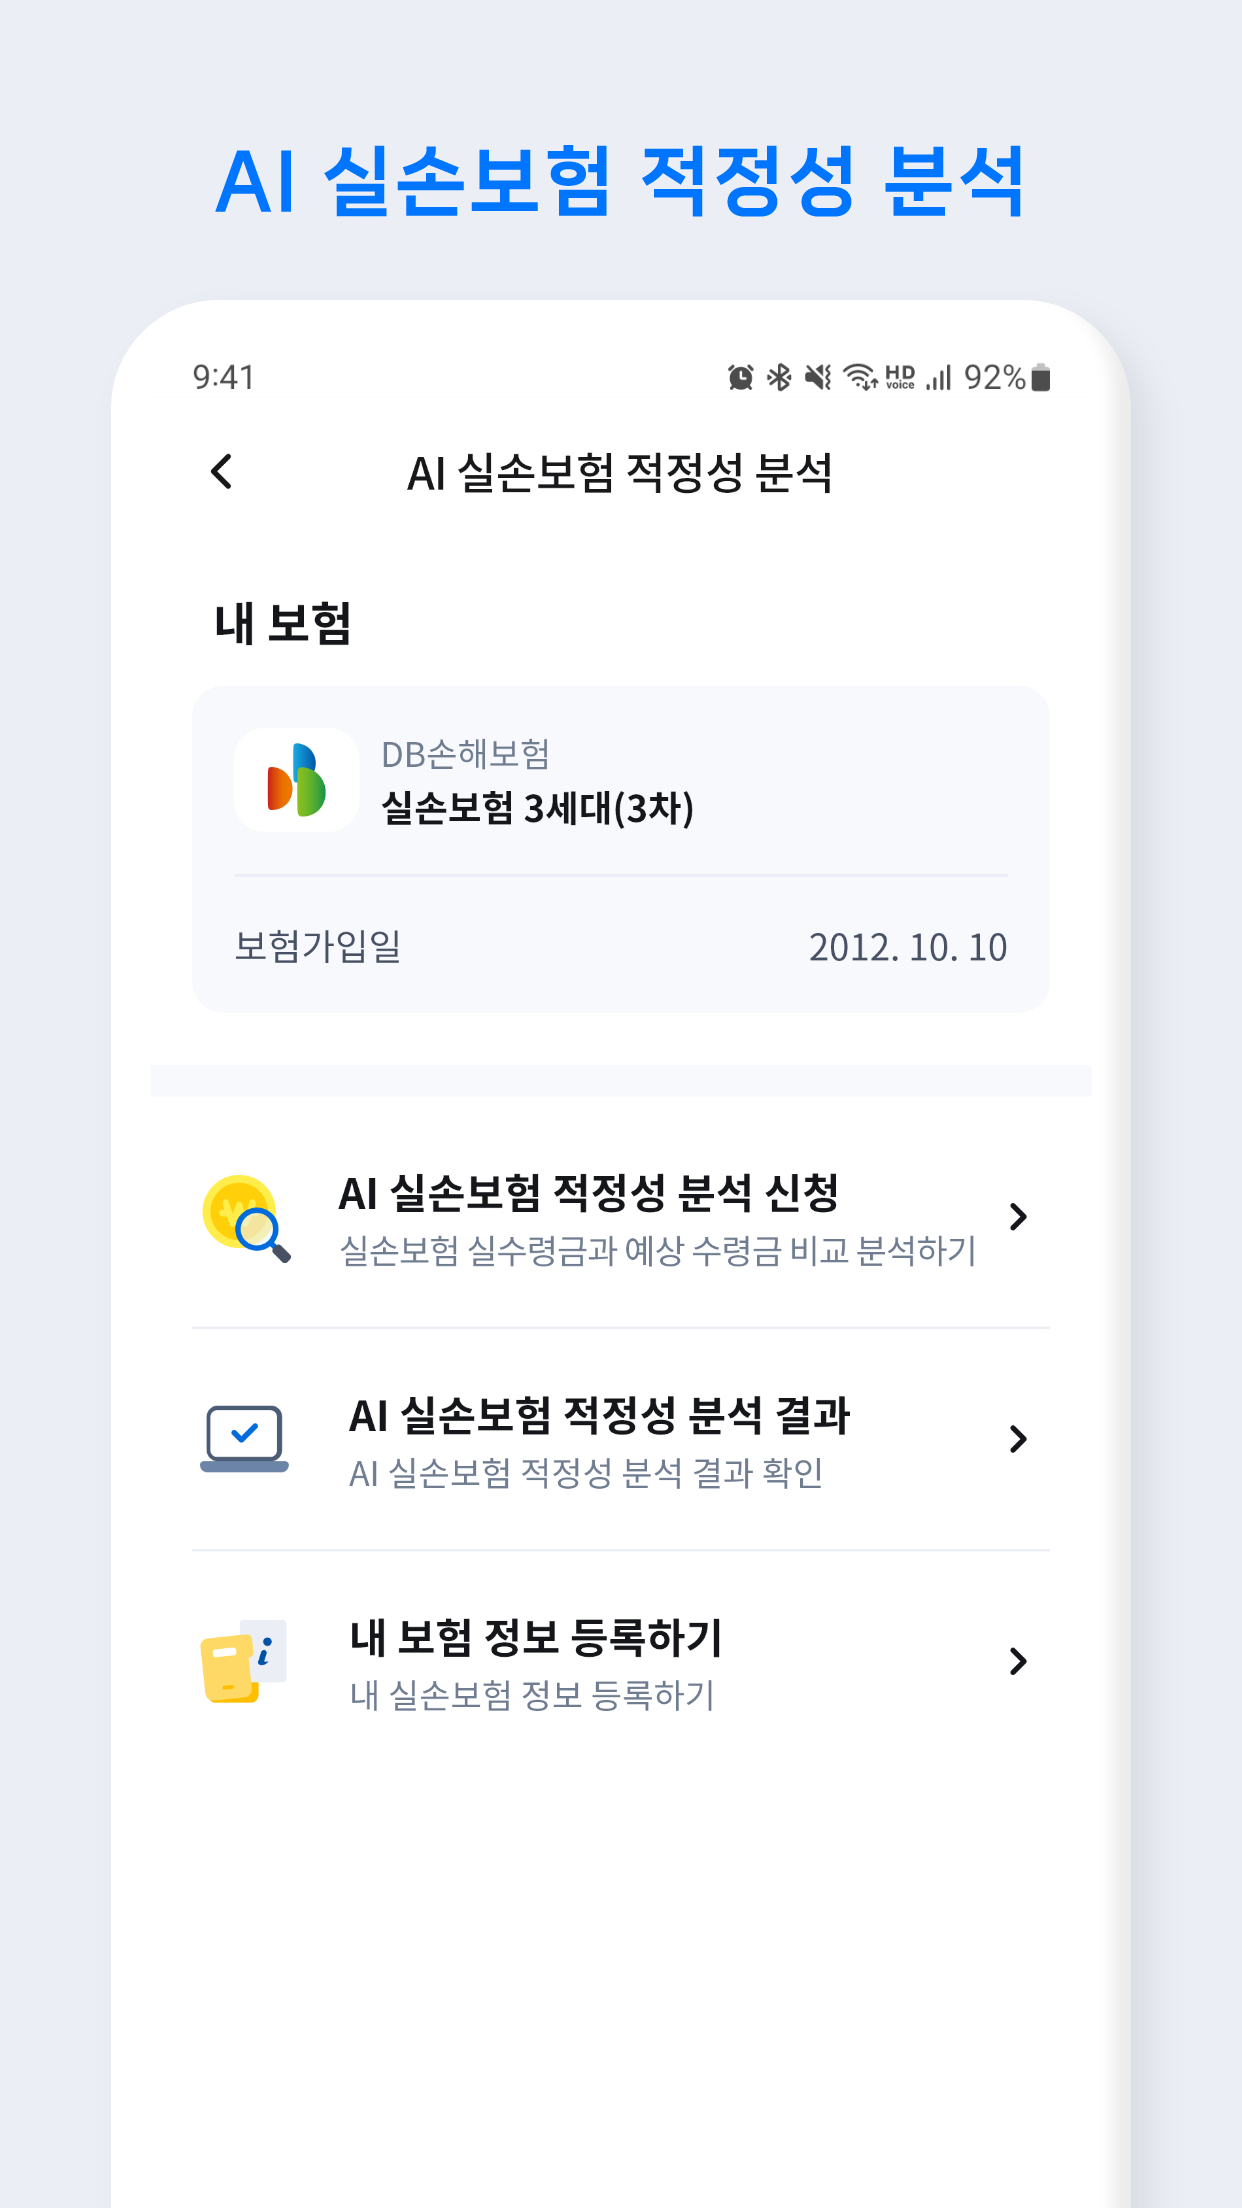 AI 실손보험 적정성 분석
9:41
HD voice 92%
AI 실손보험 적정성 분석
내 보험
DB손해보험
실손보험 3세대(3차)
보험가입일 2012. 10. 10
AI 실손보험 적정성 분석 신청
실손보험 실수령금과 예상 수령금 비교 분석하기
AI 실손보험 적정성 분석 결과
AI 실손보험 적정성 분석 결과 확인
내 보험 정보 등록하기
내 실손보험 정보 등록하기